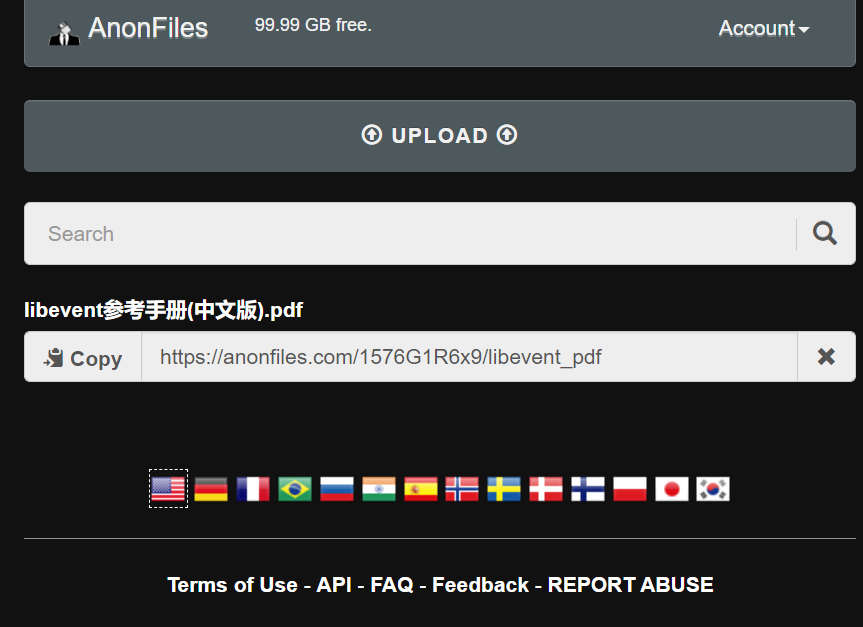 AnonFiles 99.99 GB free. Account
UPLOAD
Search
libevent参考手册(中文版).pdf
Copy https://anonfiles.com/1576G1R6x9/libevent_pdf
Terms of Use - API - FAQ - Feedback - REPORT ABUSE